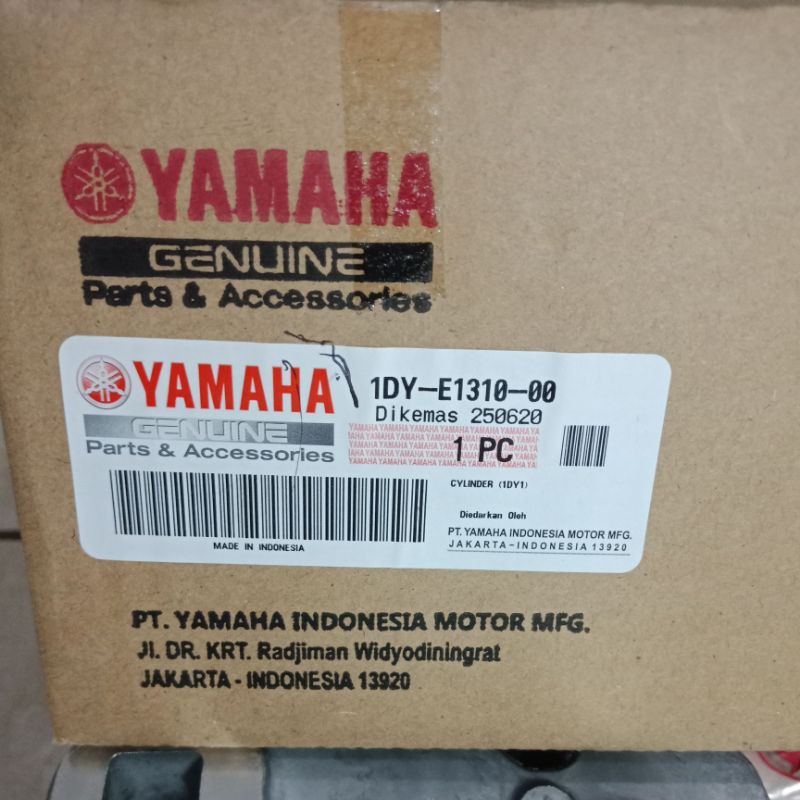 YAMAHA
GENUINE
Parts & Accessories
YAMAHA
GENUINE
Parts & Accessories
MADE IN INDONESIA
1DY-E1310-00
Dikemas 250620
1 PC
CYLINDER (1DY1)
Diedarkan Oleh
PT. YAMAHA INDONESIA MOTOR MFG.
JAKARTA-INDONESIA 13920
PT. YAMAHA INDONESIA MOTOR MFG.
Jl. DR. KRT. Radjiman Widyodiningrat
JAKARTA - INDONESIA 13920